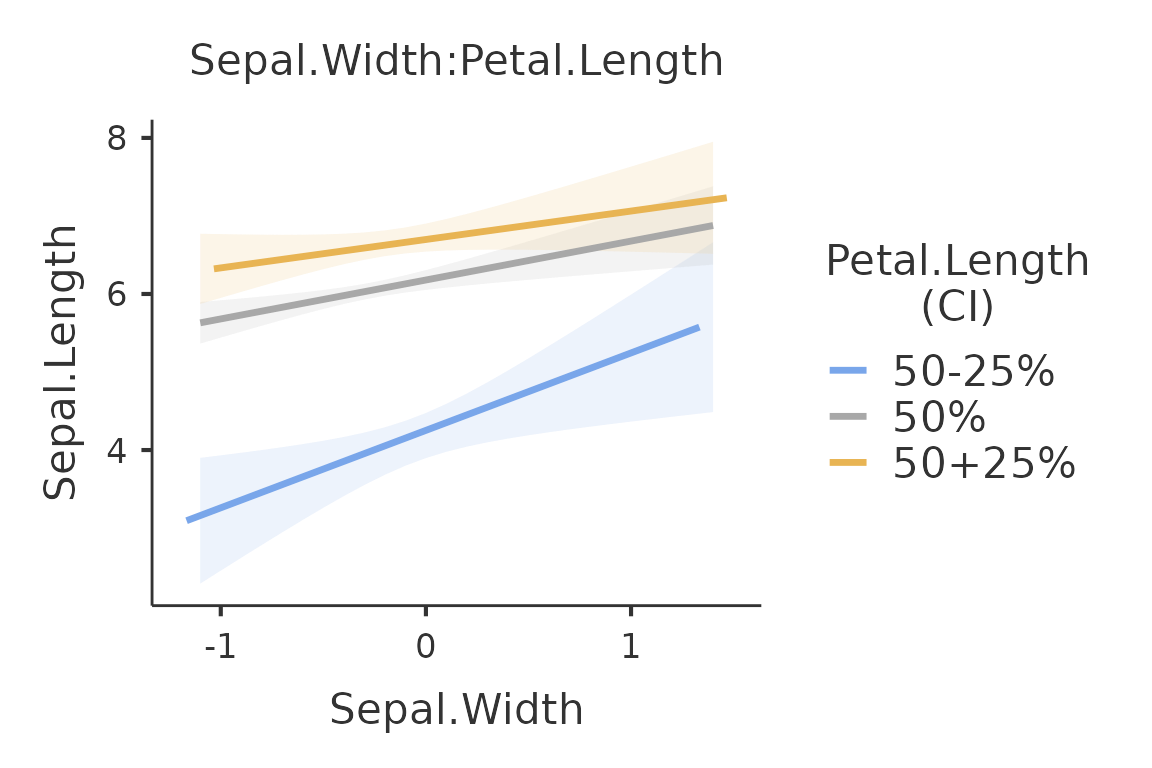 Sepal.Width:Petal.Length
8
6
4
Sepal.Length
-1
0
1
Sepal.Width
Petal.Length
(CI)
50-25%
50%
50+25%